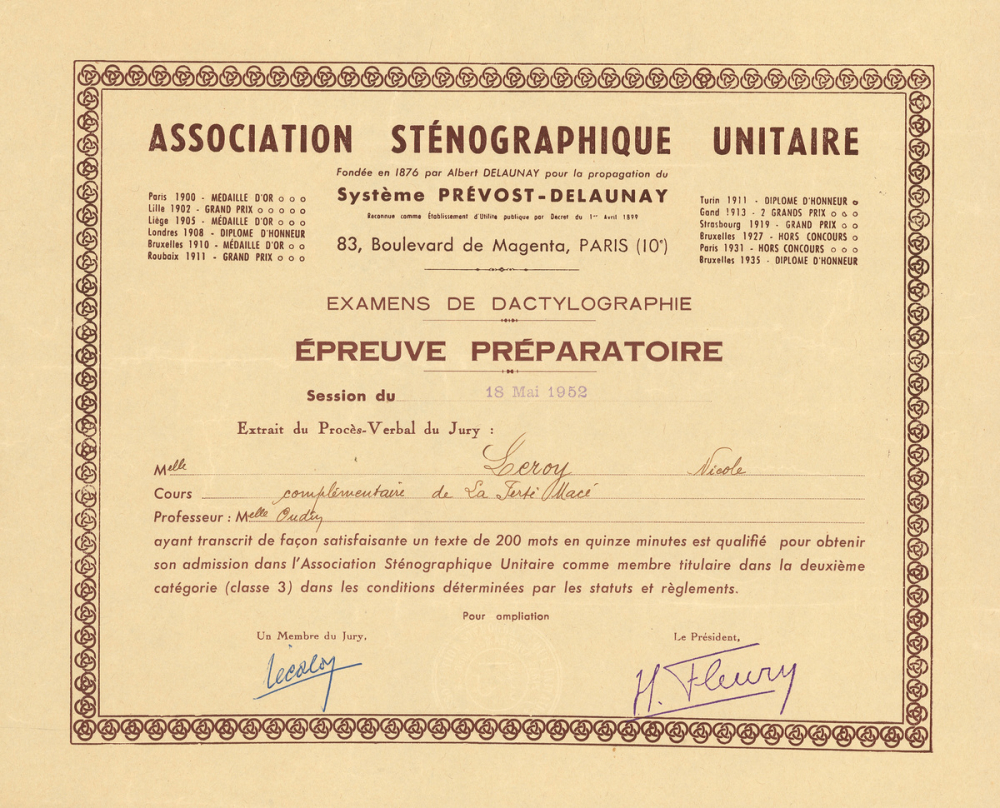 ASSOCIATION STÉNOGRAPHIQUE UNITAIRE
Fondée en 1876 par Albert DELAUNAY pour la propagation du
Système PRÉVOST-DELAUNAY
Reconnue comme Établissement d'Utilité publique par Décret du 1er Avril 1899
83, Boulevard de Magenta, PARIS (10e)
Paris 1900 - MÉDAILLE D'OR
Lille 1902 - GRAND PRIX
Liège 1905 - MÉDAILLE D'OR
Londres 1908 - DIPLOME D'HONNEUR
Bruxelles 1910 - MÉDAILLE D'OR
Roubaix 1911 - GRAND PRIX
Turin 1911 - DIPLOME D'HONNEUR
Gand 1913 - 2 GRANDS PRIX
Strasbourg 1919 - GRAND PRIX
Bruxelles 1927 - HORS CONCOURS
Paris 1931 - HORS CONCOURS
Bruxelles 1935 - DIPLOME D'HONNEUR
EXAMENS DE DACTYLOGRAPHIE
ÉPREUVE PRÉPARATOIRE
Session du 18 Mai 1952
Extrait du Procès-Verbal du Jury :
Melle Leroy Nicole
Cours complémentaire de La Ferté Macé
Professeur : Melle Oudin
ayant transcrit de façon satisfaisante un texte de 200 mots en quinze minutes est qualifié pour obtenir
son admission dans l'Association Sténographique Unitaire comme membre titulaire dans la deuxième
catégorie (classe 3) dans les conditions déterminées par les statuts et règlements.
Pour ampliation
Un Membre du Jury,
Le Président,
H. Fleury